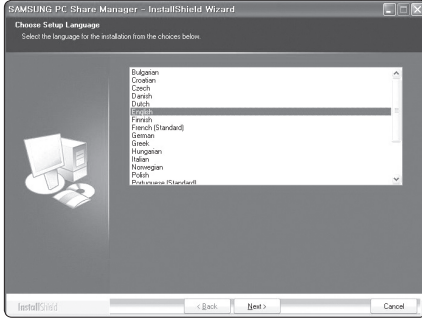 SAMSUNG PC Share Manager - InstallShield Wizard
Choose Setup Language
Select the language for the installation from the choices below.
Bulgarian
Croatian
Czech
Danish
Dutch
English
Finnish
French (Standard)
German
Greek
Hungarian
Italian
Norwegian
Polish
Portuguese (Standard)
InstallShield
< Back
Next >
Cancel